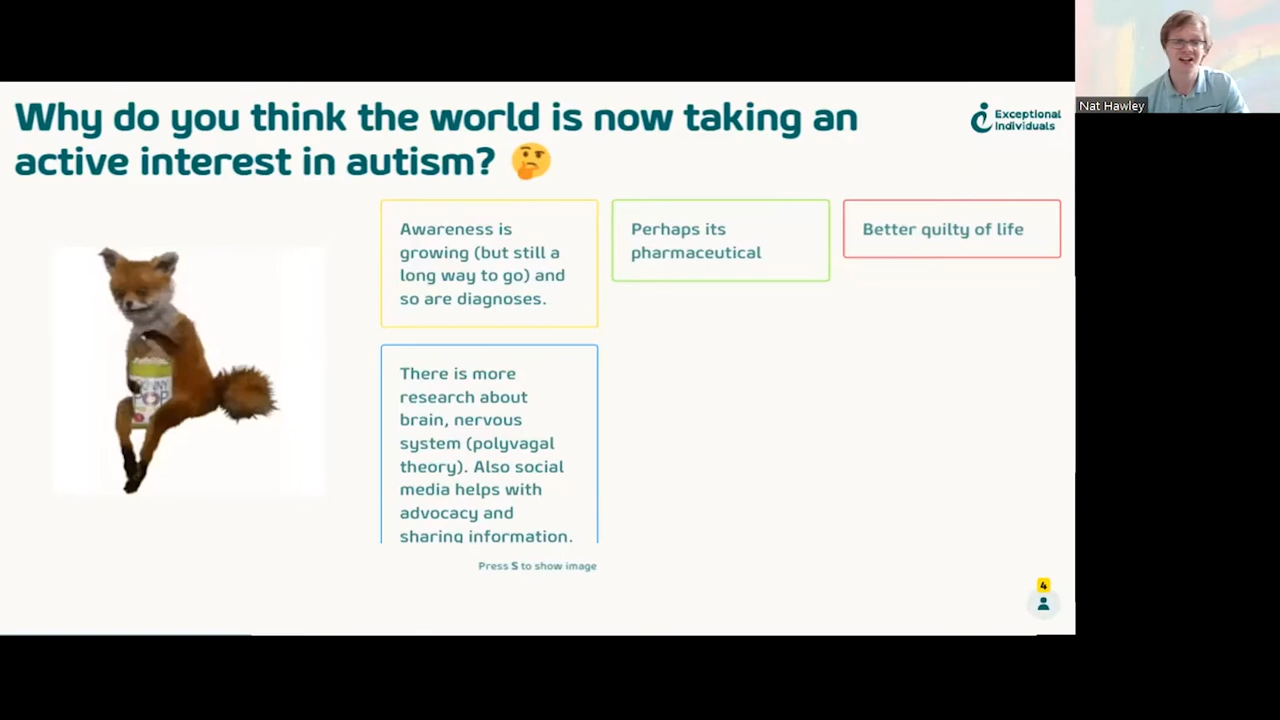 Why do you think the world is now taking an
active interest in autism? 🤔
Exceptional
Individuals
Nat Hawley
Awareness is
growing (but still a
long way to go) and
so are diagnoses.
Perhaps its
pharmaceutical
Better quilty of life
There is more
research about
brain, nervous
system (polyvagal
theory). Also social
media helps with
advocacy and
sharing information.
SKINNY
POP
Press S to show image
4